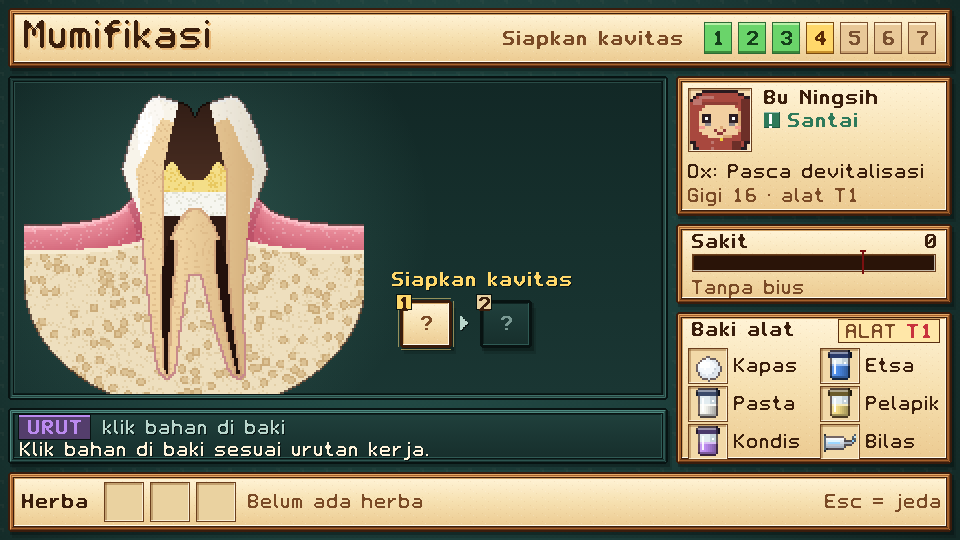 Mumifikasi
Siapkan kavitas 1 2 3 4 5 6 7
Bu Ningsih
Santai
Dx: Pasca devitalisasi
Gigi 16 · alat T1
Sakit 0
Tanpa bius
Siapkan kavitas
1 ? 2 ?
Baki alat ALAT T1
Kapas Etsa
Pasta Pelapik
Kondis Bilas
URUT klik bahan di baki
Klik bahan di baki sesuai urutan kerja.
Herba Belum ada herba Esc = jeda